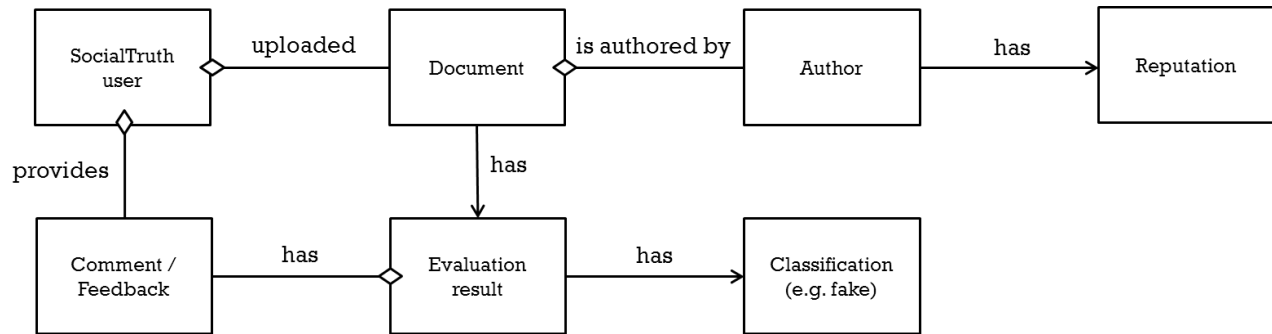 SocialTruth
user
uploaded
Document
is authored by
Author
has
Reputation
provides
has
Comment /
Feedback
has
Evaluation
result
has
Classification
(e.g. fake)